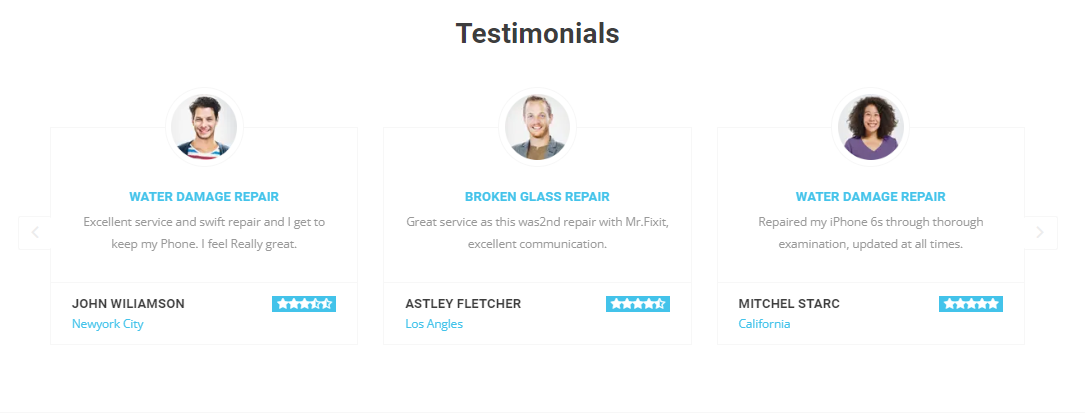 Testimonials
WATER DAMAGE REPAIR
Excellent service and swift repair and I get to
keep my Phone. I feel Really great.
JOHN WILIAMSON
Newyork City
BROKEN GLASS REPAIR
Great service as this was2nd repair with Mr.Fixit,
excellent communication.
ASTLEY FLETCHER
Los Angles
WATER DAMAGE REPAIR
Repaired my iPhone 6s through thorough
examination, updated at all times.
MITCHEL STARC
California